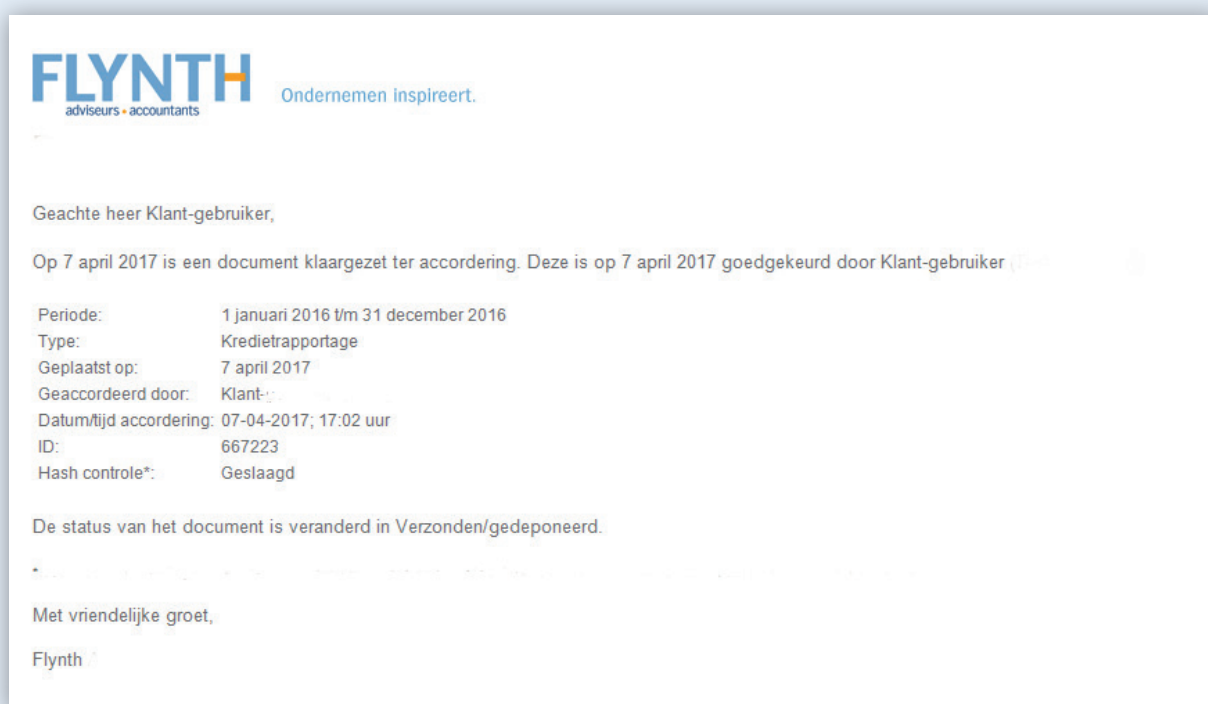 FLYNTH
adviseurs • accountants
Ondernemen inspireert.
Geachte heer Klant-gebruiker,
Op 7 april 2017 is een document klaargezet ter accordering. Deze is op 7 april 2017 goedgekeurd door Klant-gebruiker
Periode: 1 januari 2016 t/m 31 december 2016
Type: Kredietrapportage
Geplaatst op: 7 april 2017
Geaccordeerd door: Klant-
Datum/tijd accordering: 07-04-2017; 17:02 uur
ID: 667223
Hash controle*: Geslaagd
De status van het document is veranderd in Verzonden/gedeponeerd.
*
Met vriendelijke groet,
Flynth